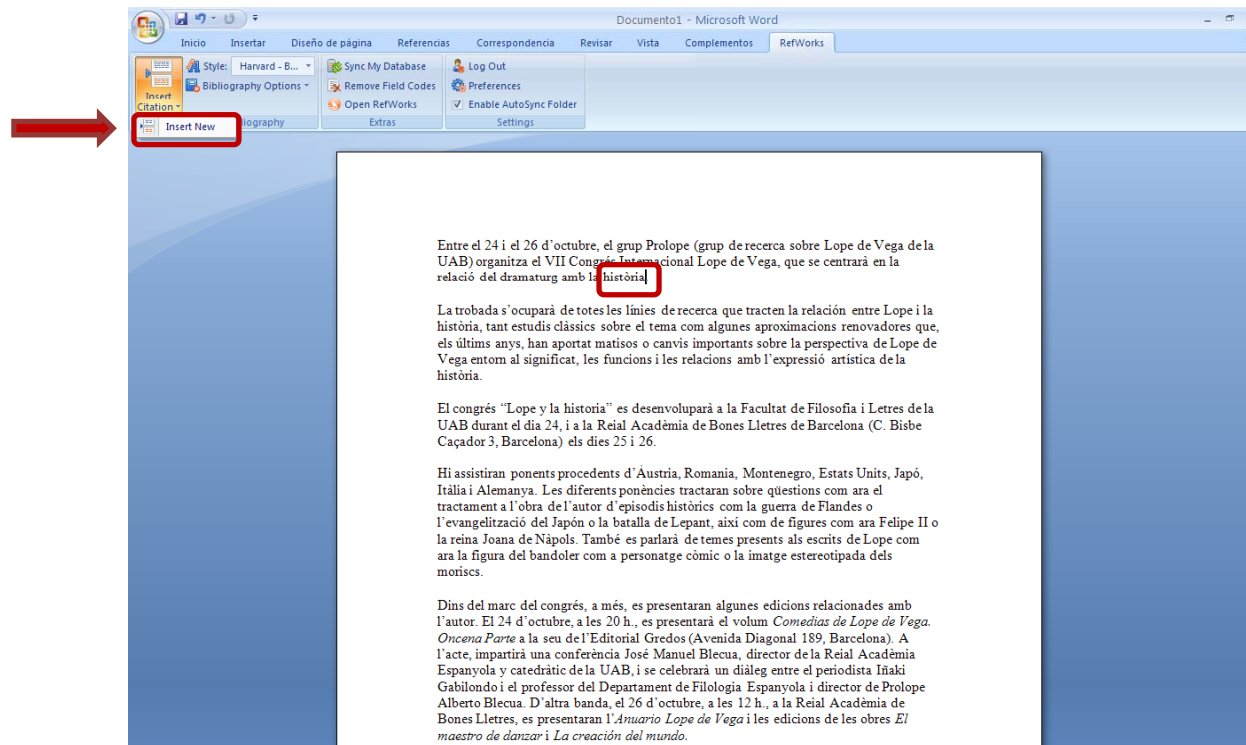 Documento1 - Microsoft Word
Inicio Insertar Diseño de página Referencias Correspondencia Revisar Vista Complementos RefWorks
Style: Harvard - B... Sync My Database Log Out
Bibliography Options Remove Field Codes Preferences
Insert Citation Open RefWorks Enable AutoSync Folder
Insert New iography Extras Settings
Entre el 24 i el 26 d’octubre, el grup Prolope (grup de recerca sobre Lope de Vega de la
UAB) organitza el VII Congrés Internacional Lope de Vega, que se centrarà en la
relació del dramaturg amb la història
La trobada s’ocuparà de totes les línies de recerca que tracten la relación entre Lope i la
història, tant estudis clàssics sobre el tema com algunes aproximacions renovadores que,
els últims anys, han aportat matisos o canvis importants sobre la perspectiva de Lope de
Vega entorn al significat, les funcions i les relacions amb l’expressió artística de la
història.
El congrés “Lope y la historia” es desenvoluparà a la Facultat de Filosofia i Letres de la
UAB durant el dia 24, i a la Reial Acadèmia de Bones Lletres de Barcelona (C. Bisbe
Caçador 3, Barcelona) els dies 25 i 26.
Hi assistiran ponents procedents d’Àustria, Romania, Montenegro, Estats Units, Japó,
Itàlia i Alemanya. Les diferents ponències tractaran sobre qüestions com ara el
tractament a l’obra de l’autor d’episodis històrics com la guerra de Flandes o
l’evangelització del Japón o la batalla de Lepant, així com de figures com ara Felipe II o
la reina Joana de Nàpols. També es parlarà de temes presents als escrits de Lope com
ara la figura del bandoler com a personatge còmic o la imatge estereotipada dels
moriscs.
Dins del marc del congrés, a més, es presentaran algunes edicions relacionades amb
l’autor. El 24 d’octubre, a les 20 h., es presentarà el volum Comedias de Lope de Vega.
Oncena Parte a la seu de l’Editorial Gredos (Avenida Diagonal 189, Barcelona). A
l’acte, impartirà una conferència José Manuel Blecua, director de la Reial Acadèmia
Espanyola y catedràtic de la UAB, i se celebrarà un diàleg entre el periodista Iñaki
Gabilondo i el professor del Departament de Filologia Espanyola i director de Prolope
Alberto Blecua. D’altra banda, el 26 d’octubre, a les 12 h., a la Reial Acadèmia de
Bones Lletres, es presentaran l’Anuario Lope de Vega i les edicions de les obres El
maestro de danzar i La creación del mundo.